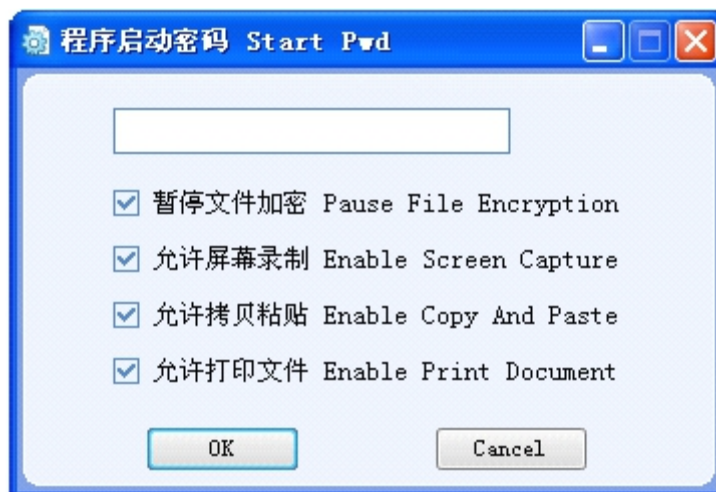 程序启动密码 Start Pwd
暂停文件加密 Pause File Encryption
允许屏幕录制 Enable Screen Capture
允许拷贝粘贴 Enable Copy And Paste
允许打印文件 Enable Print Document
OK Cancel